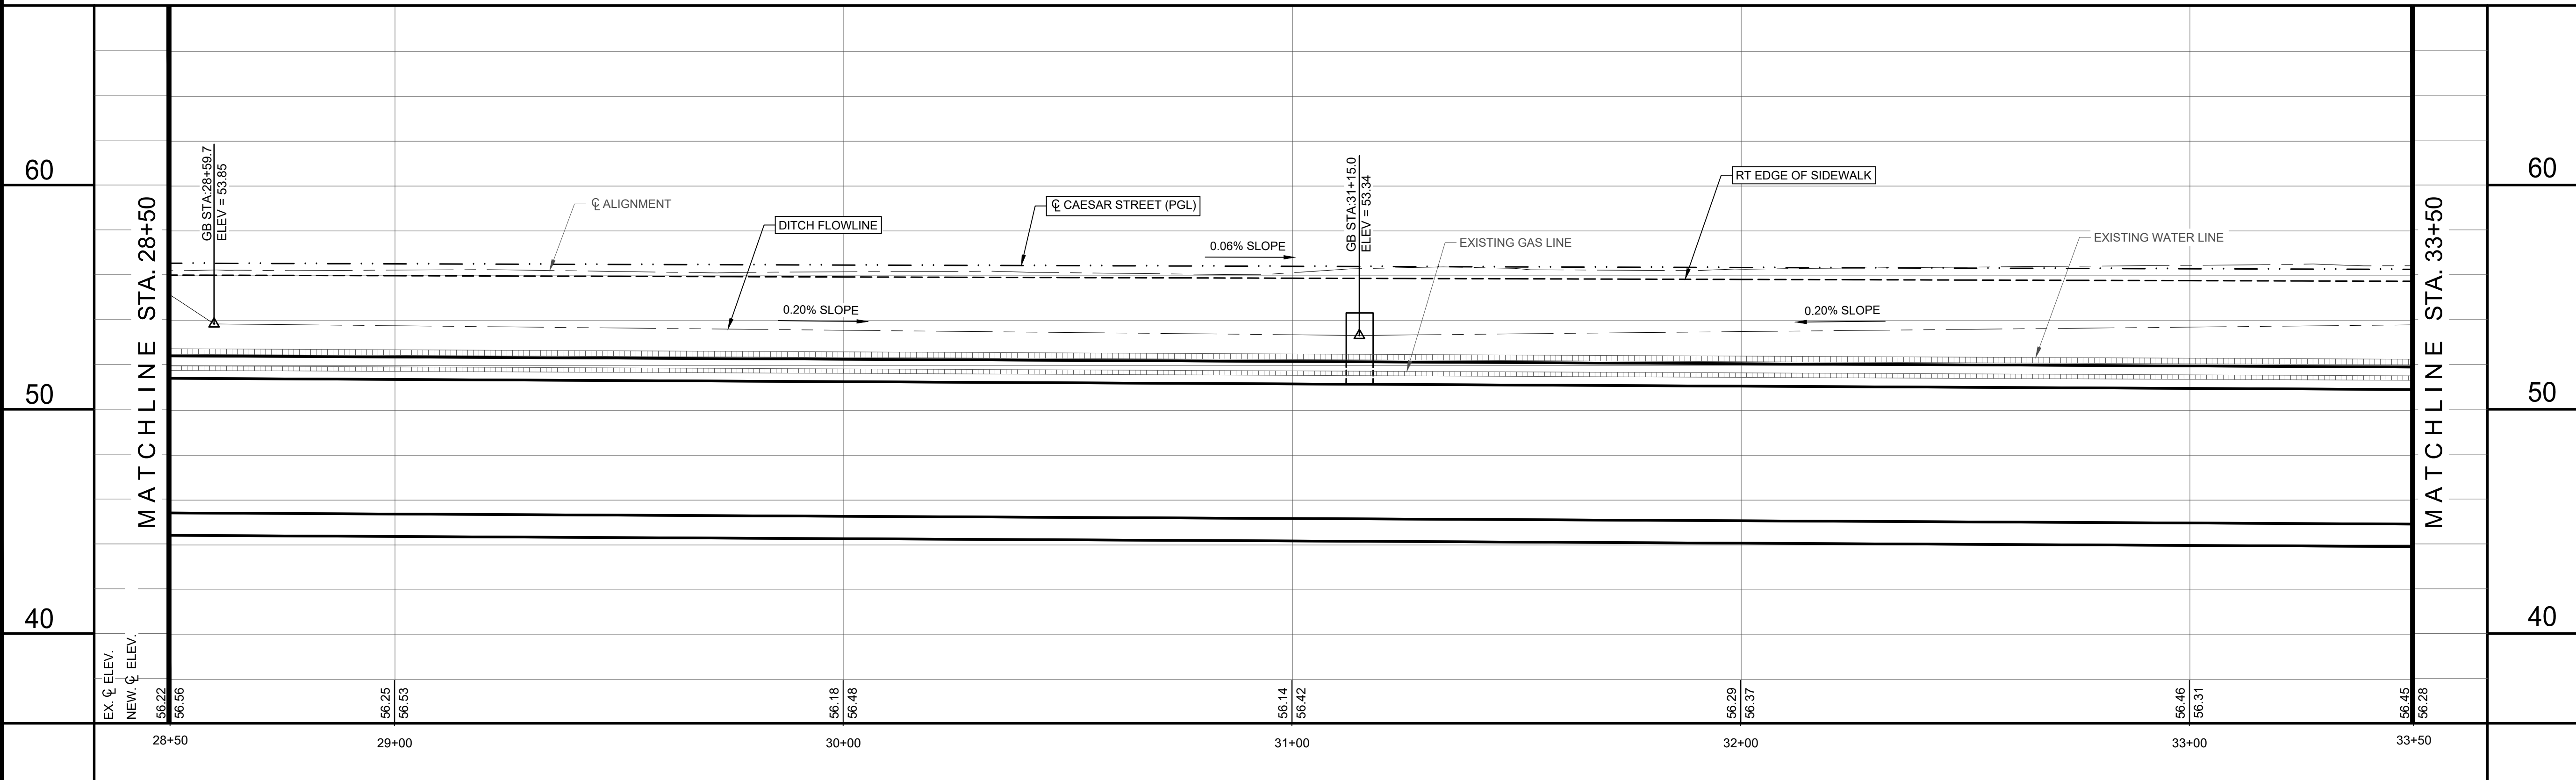 60
50
40
MATCHLINE STA. 28+50
GB STA:28+59.7
ELEV = 53.85
℄ ALIGNMENT
DITCH FLOWLINE
℄ CAESAR STREET (PGL)
0.06% SLOPE
0.20% SLOPE
GB STA:31+15.0
ELEV = 53.34
EXISTING GAS LINE
RT EDGE OF SIDEWALK
0.20% SLOPE
EXISTING WATER LINE
MATCHLINE STA. 33+50
60
50
40
EX. ℄ ELEV.
NEW. ℄ ELEV.
56.22
56.56
56.25
56.53
56.18
56.48
56.14
56.42
56.29
56.37
56.46
56.31
56.45
56.28
28+50
29+00
30+00
31+00
32+00
33+00
33+50